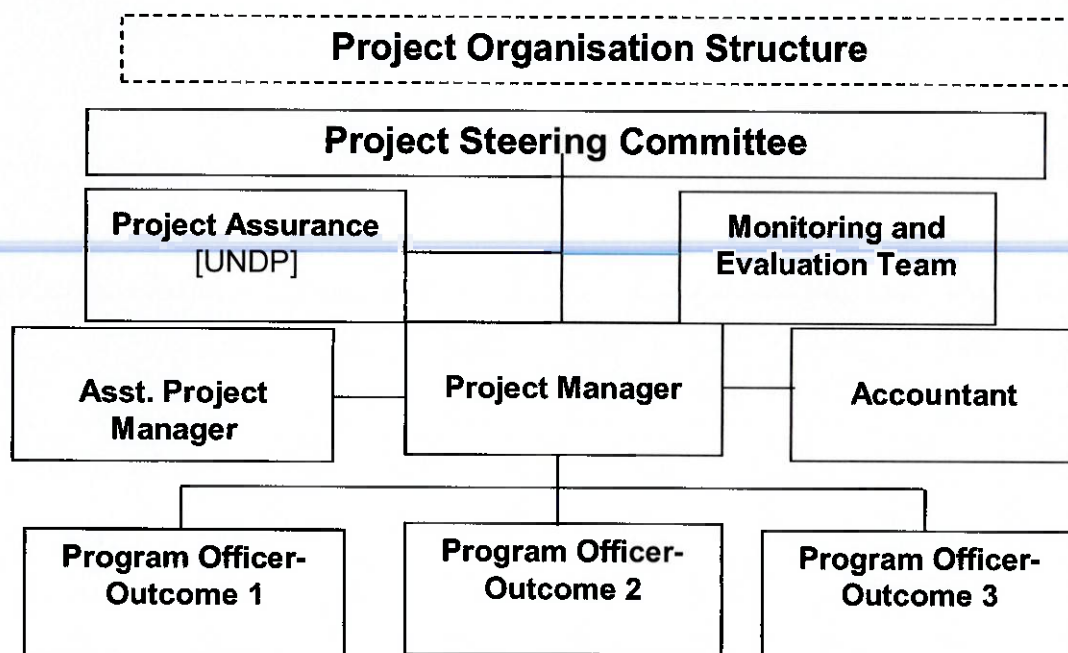 Project Organisation Structure
Project Steering Committee
Project Assurance
[UNDP]
Monitoring and
Evaluation Team
Asst. Project
Manager
Project Manager
Accountant
Program Officer-
Outcome 1
Program Officer-
Outcome 2
Program Officer-
Outcome 3